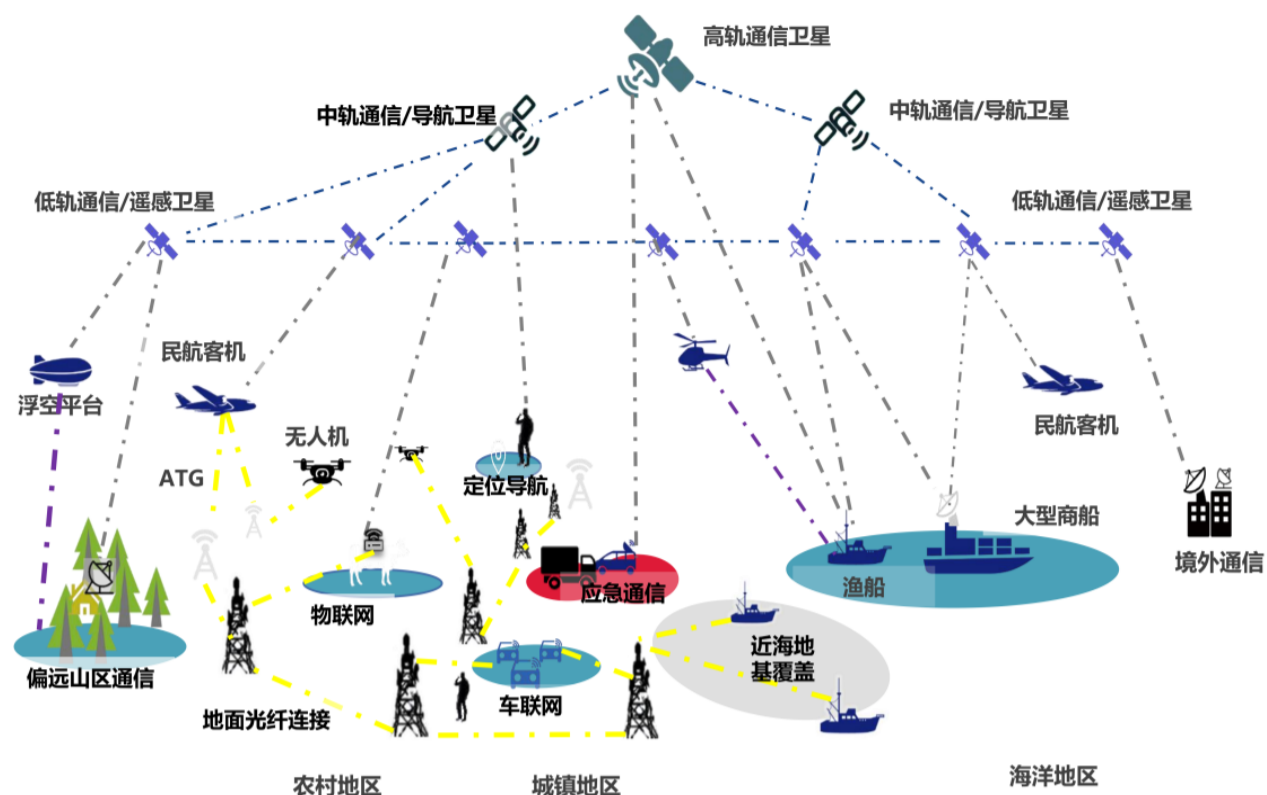 高轨通信卫星
中轨通信/导航卫星
中轨通信/导航卫星
低轨通信/遥感卫星
低轨通信/遥感卫星
民航客机
浮空平台
无人机
民航客机
ATG
定位导航
大型商船
境外通信
物联网
应急通信
渔船
近海地
基覆盖
偏远山区通信
车联网
地面光纤连接
农村地区
城镇地区
海洋地区